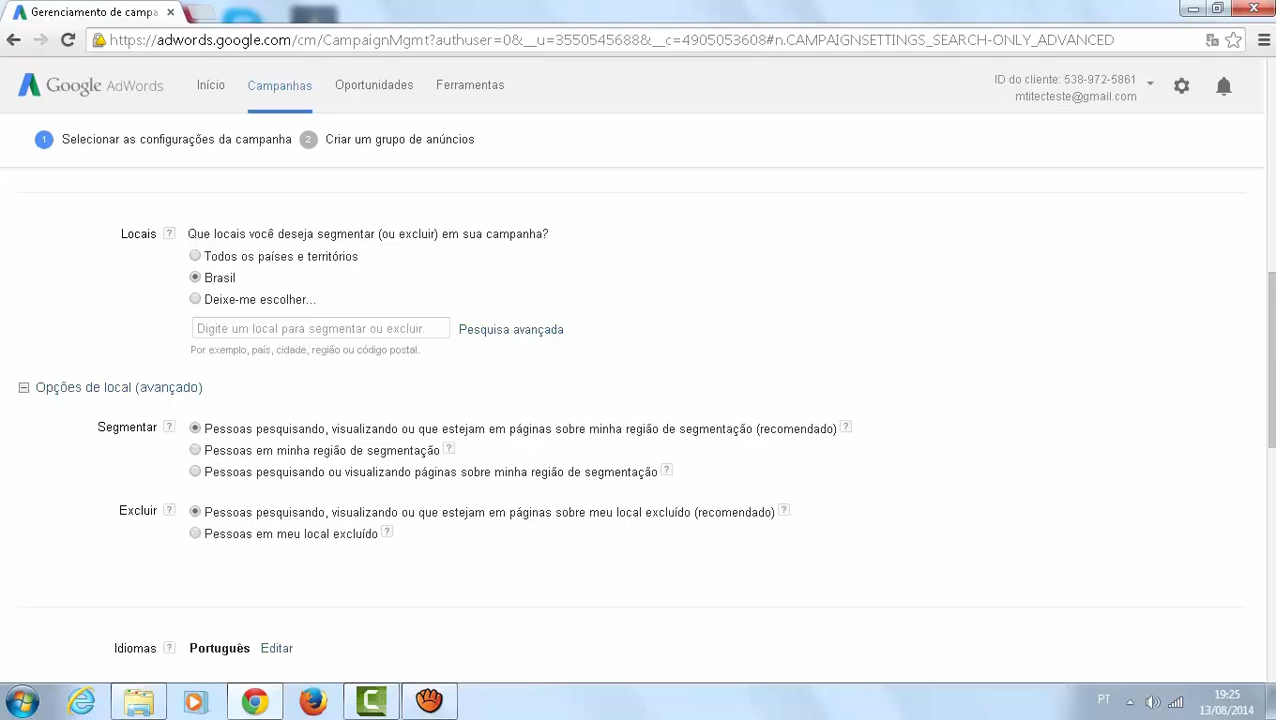 Gerenciamento de campa
https://adwords.google.com/cm/CampaignMgmt?authuser=0&__u=3550545688&__c=4905053608#n.CAMPAIGNSETTINGS_SEARCH-ONLY_ADVANCED
Google AdWords
Início
Campanhas
Oportunidades
Ferramentas
ID do cliente: 538-972-5861
mtitecteste@gmail.com
1 Selecionar as configurações da campanha
2 Criar um grupo de anúncios
Locais ? Que locais você deseja segmentar (ou excluir) em sua campanha?
Todos os países e territórios
Brasil
Deixe-me escolher...
Digite um local para segmentar ou excluir. Pesquisa avançada
Por exemplo, país, cidade, região ou código postal.
Opções de local (avançado)
Segmentar ? Pessoas pesquisando, visualizando ou que estejam em páginas sobre minha região de segmentação (recomendado) ?
Pessoas em minha região de segmentação ?
Pessoas pesquisando ou visualizando páginas sobre minha região de segmentação ?
Excluir ? Pessoas pesquisando, visualizando ou que estejam em páginas sobre meu local excluído (recomendado) ?
Pessoas em meu local excluído ?
Idiomas ? Português Editar
PT
19:25
13/08/2014